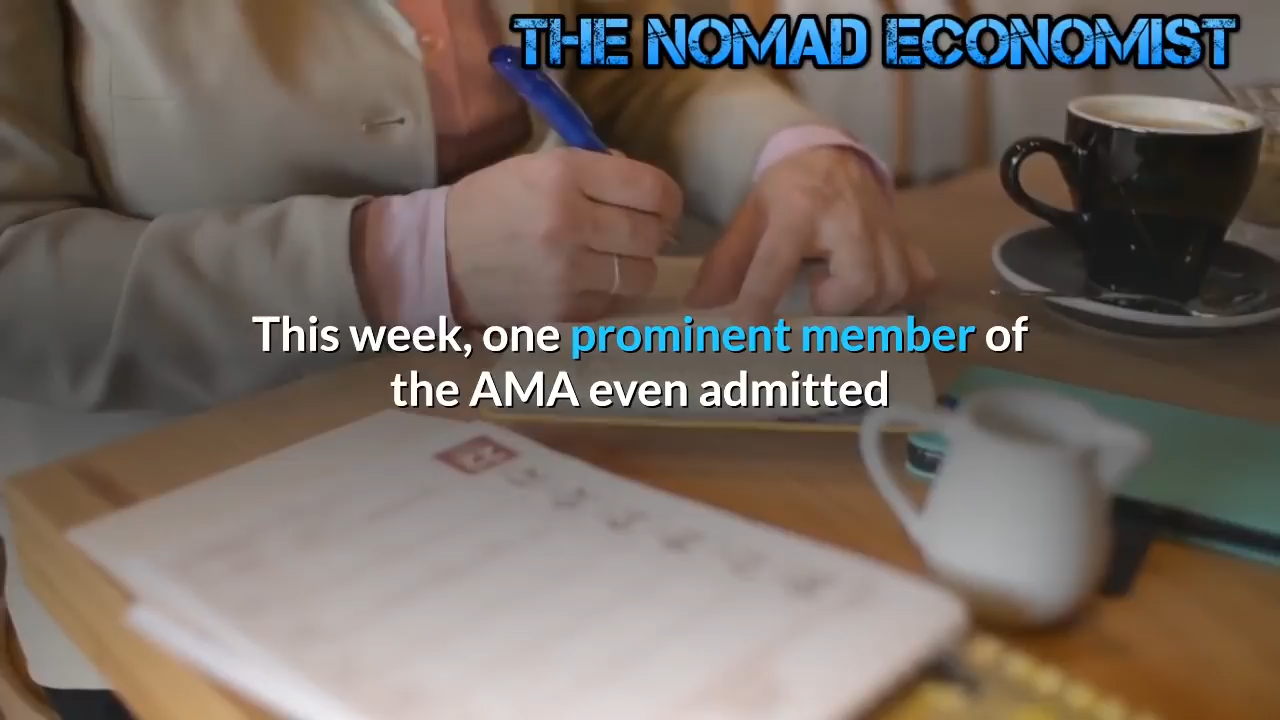 THE NOMAD ECONOMIST
This week, one prominent member of
the AMA even admitted